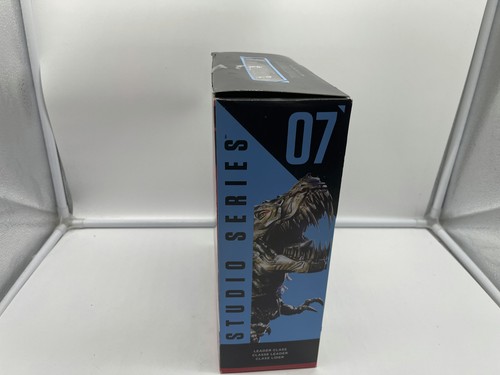 07
STUDIO SERIES
LEADER CLASS
CLASSE LEADER
CLASE LÍDER